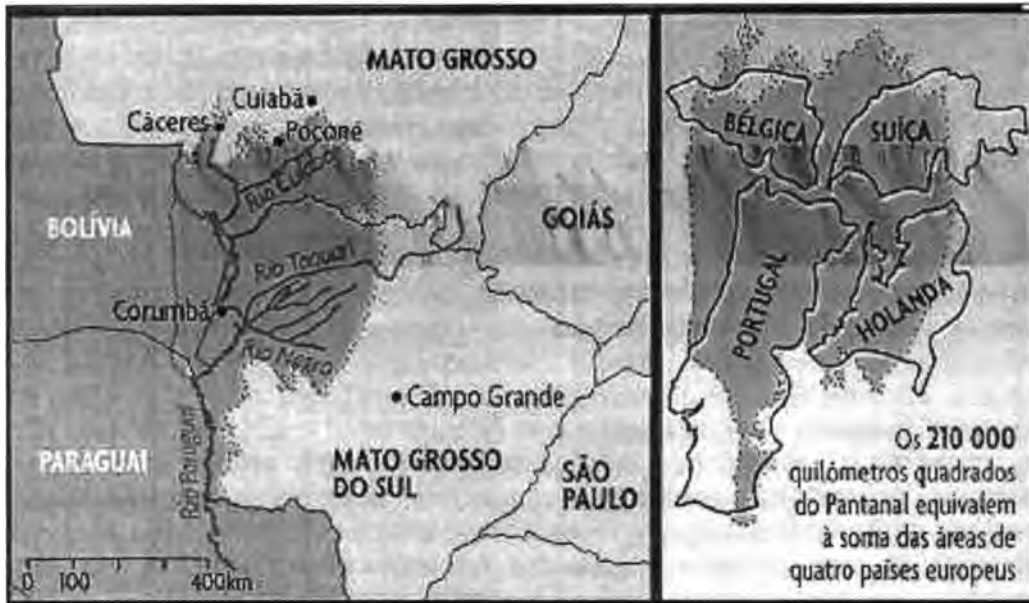 MATO GROSSO
Cuiabá
Cáceres
Poconé
Rio Cuiabá
BOLÍVIA
GOIÁS
Rio Taquari
Corumbá
Rio Negro
Campo Grande
PARAGUAI
Rio Paraguai
MATO GROSSO
DO SUL
SÃO
PAULO
0 100 400km
BÉLGICA
SUÍÇA
PORTUGAL
HOLANDA
Os 210 000
quilómetros quadrados
do Pantanal equivalem
à soma das áreas de
quatro países europeus